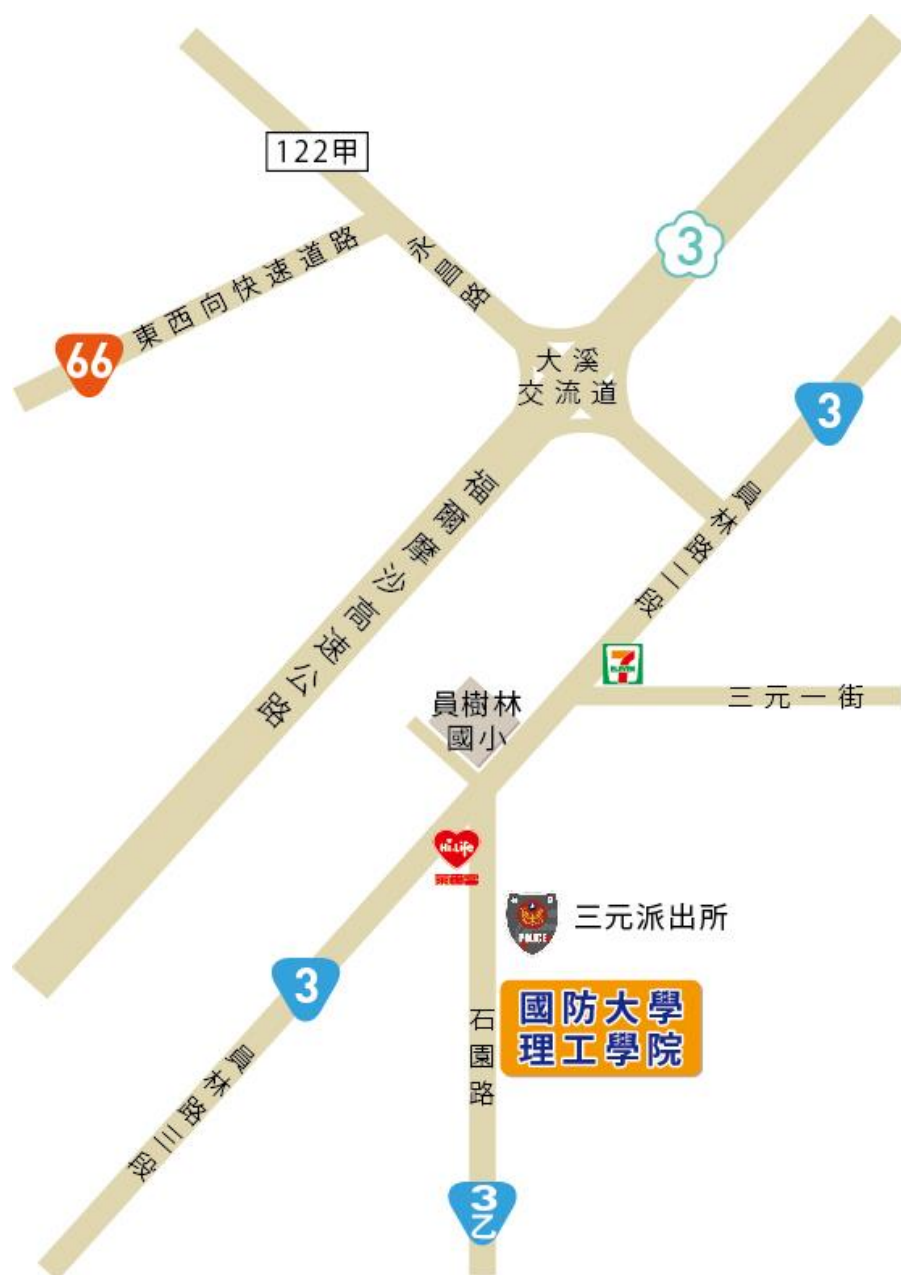 122甲
永昌路
3
東西向快速道路
66
大溪
交流道
3
福爾摩沙高速公路
員林路二段
7
ELEVEN
三元一街
員樹林
國小
Hi-Life
萊爾富
POLICE
三元派出所
3
國防大學
理工學院
石園路
員林路三段
3
乙